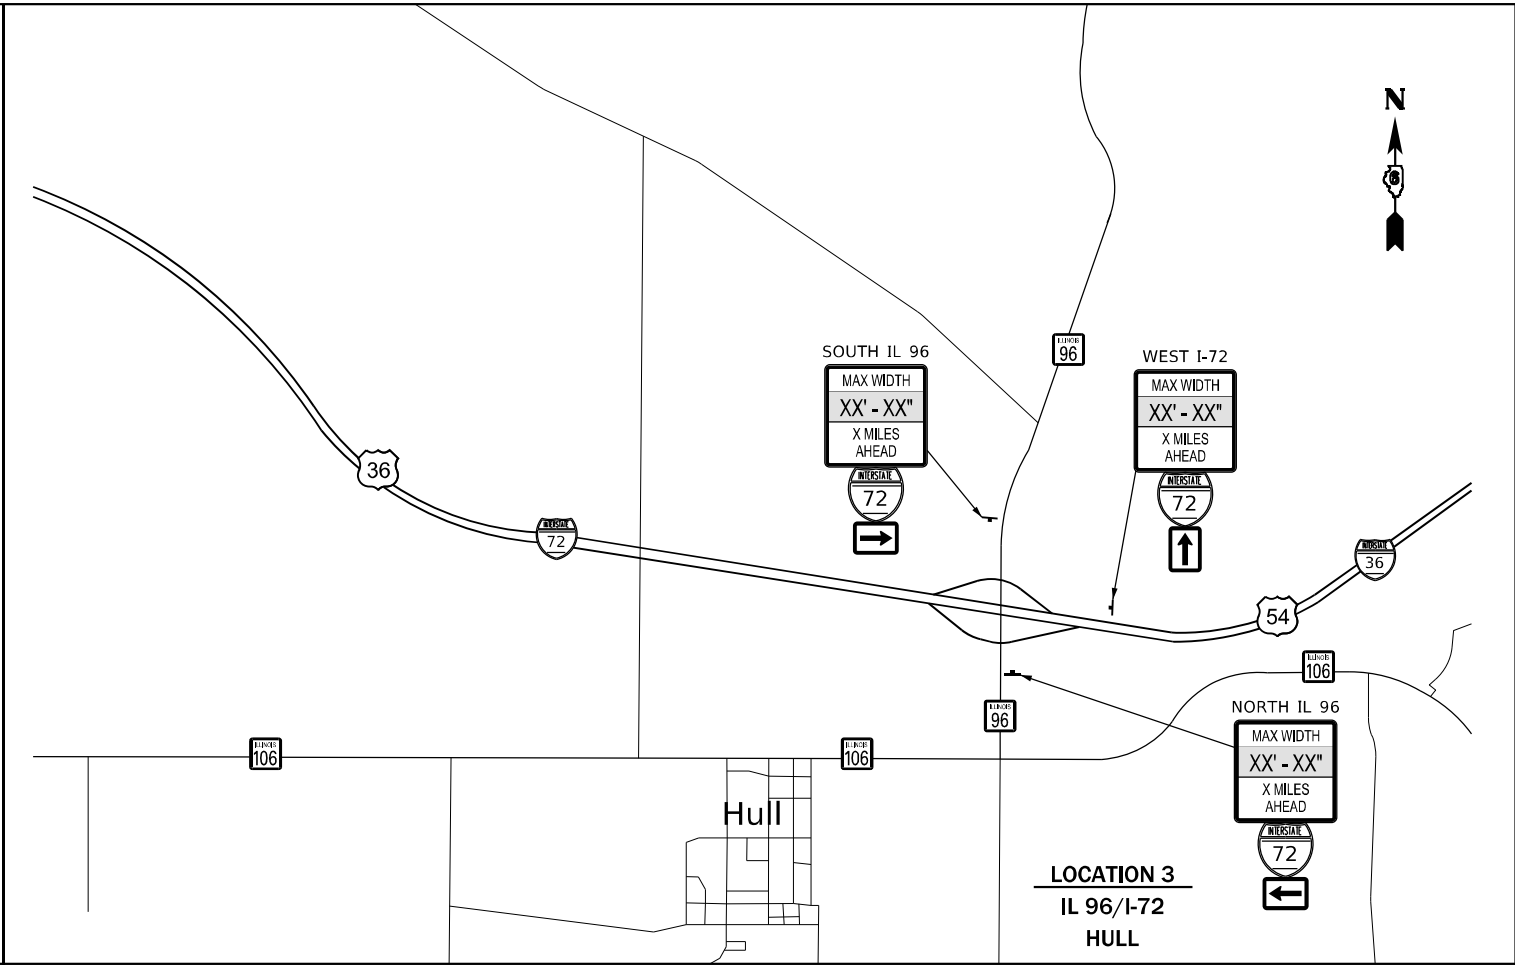 N
6
ILLINOIS
96
SOUTH IL 96
MAX WIDTH
XX' - XX"
X MILES
AHEAD
INTERSTATE
72
WEST I-72
MAX WIDTH
XX' - XX"
X MILES
AHEAD
INTERSTATE
72
36
INTERSTATE
72
INTERSTATE
36
54
ILLINOIS
106
ILLINOIS
96
NORTH IL 96
MAX WIDTH
XX' - XX"
X MILES
AHEAD
INTERSTATE
72
ILLINOIS
106
ILLINOIS
106
Hull
LOCATION 3
IL 96/I-72
HULL